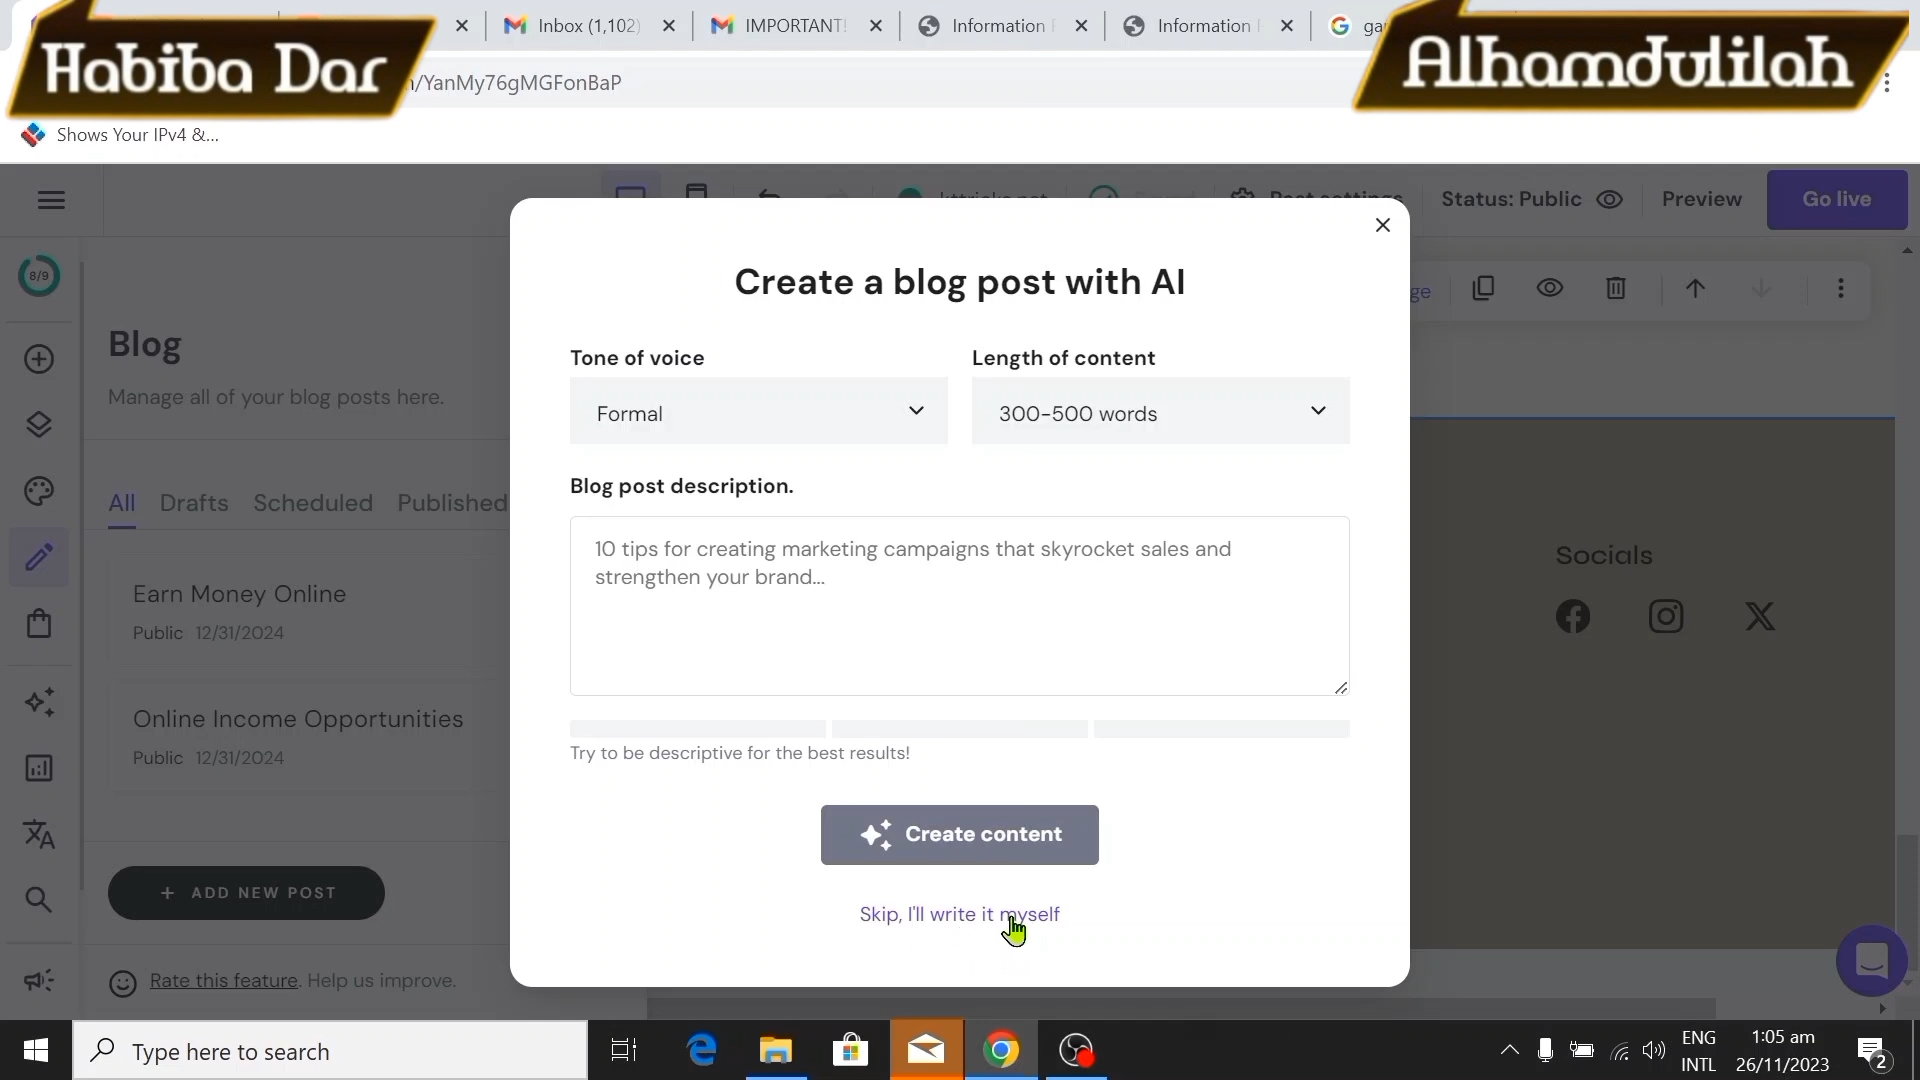 Habiba Dar
Inbox (1,102)
IMPORTANT!
Information
Information
Alhamdulilah
/YanMy76gMGFonBaP
Shows Your IPv4 &...
Status: Public
Preview
Go live
8/9
Blog
Manage all of your blog posts here.
All Drafts Scheduled Published
Earn Money Online
Public 12/31/2024
Online Income Opportunities
Public 12/31/2024
+ ADD NEW POST
Rate this feature. Help us improve.
Create a blog post with AI
Tone of voice
Length of content
Formal
300-500 words
Blog post description.
10 tips for creating marketing campaigns that skyrocket sales and
strengthen your brand...
Try to be descriptive for the best results!
Create content
Skip, I'll write it myself
Socials
Type here to search
ENG
INTL
1:05 am
26/11/2023
2